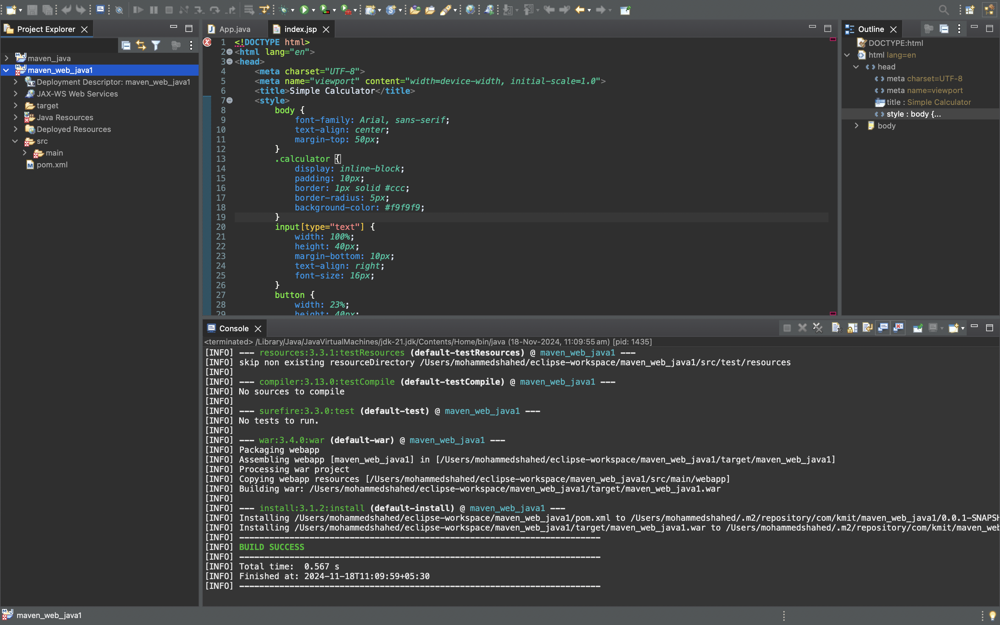 Project Explorer
maven_java
maven_web_java1
Deployment Descriptor: maven_web_java1
JAX-WS Web Services
target
Java Resources
Deployed Resources
src
main
pom.xml
App.java
index.jsp
1 <!DOCTYPE html>
2 <html lang="en">
3 <head>
4 <meta charset="UTF-8">
5 <meta name="viewport" content="width=device-width, initial-scale=1.0">
6 <title>Simple Calculator</title>
7 <style>
8 body {
9 font-family: Arial, sans-serif;
10 text-align: center;
11 margin-top: 50px;
12 }
13 .calculator {
14 display: inline-block;
15 padding: 10px;
16 border: 1px solid #ccc;
17 border-radius: 5px;
18 background-color: #f9f9f9;
19 }
20 input[type="text"] {
21 width: 100%;
22 height: 40px;
23 margin-bottom: 10px;
24 text-align: right;
25 font-size: 16px;
26 }
27 button {
28 width: 23%;
29 height: 40px;
Outline
DOCTYPE:html
html lang=en
head
meta charset=UTF-8
meta name=viewport
title : Simple Calculator
style : body {...
body
Console
<terminated> /Library/Java/JavaVirtualMachines/jdk-21.jdk/Contents/Home/bin/java (18-Nov-2024, 11:09:55 am) [pid: 1435]
[INFO] --- resources:3.3.1:testResources (default-testResources) @ maven_web_java1 ---
[INFO] skip non existing resourceDirectory /Users/mohammedshahed/eclipse-workspace/maven_web_java1/src/test/resources
[INFO]
[INFO] --- compiler:3.13.0:testCompile (default-testCompile) @ maven_web_java1 ---
[INFO] No sources to compile
[INFO]
[INFO] --- surefire:3.3.0:test (default-test) @ maven_web_java1 ---
[INFO] No tests to run.
[INFO]
[INFO] --- war:3.4.0:war (default-war) @ maven_web_java1 ---
[INFO] Packaging webapp
[INFO] Assembling webapp [maven_web_java1] in [/Users/mohammedshahed/eclipse-workspace/maven_web_java1/target/maven_web_java1]
[INFO] Processing war project
[INFO] Copying webapp resources [/Users/mohammedshahed/eclipse-workspace/maven_web_java1/src/main/webapp]
[INFO] Building war: /Users/mohammedshahed/eclipse-workspace/maven_web_java1/target/maven_web_java1.war
[INFO]
[INFO] --- install:3.1.2:install (default-install) @ maven_web_java1 ---
[INFO] Installing /Users/mohammedshahed/eclipse-workspace/maven_web_java1/pom.xml to /Users/mohammedshahed/.m2/repository/com/kmit/maven_web_java1/0.0.1-SNAPSH
[INFO] Installing /Users/mohammedshahed/eclipse-workspace/maven_web_java1/target/maven_web_java1.war to /Users/mohammedshahed/.m2/repository/com/kmit/maven_web
[INFO] ------------------------------------------------------------------------
[INFO] BUILD SUCCESS
[INFO] ------------------------------------------------------------------------
[INFO] Total time:  0.567 s
[INFO] Finished at: 2024-11-18T11:09:59+05:30
[INFO] ------------------------------------------------------------------------
maven_web_java1